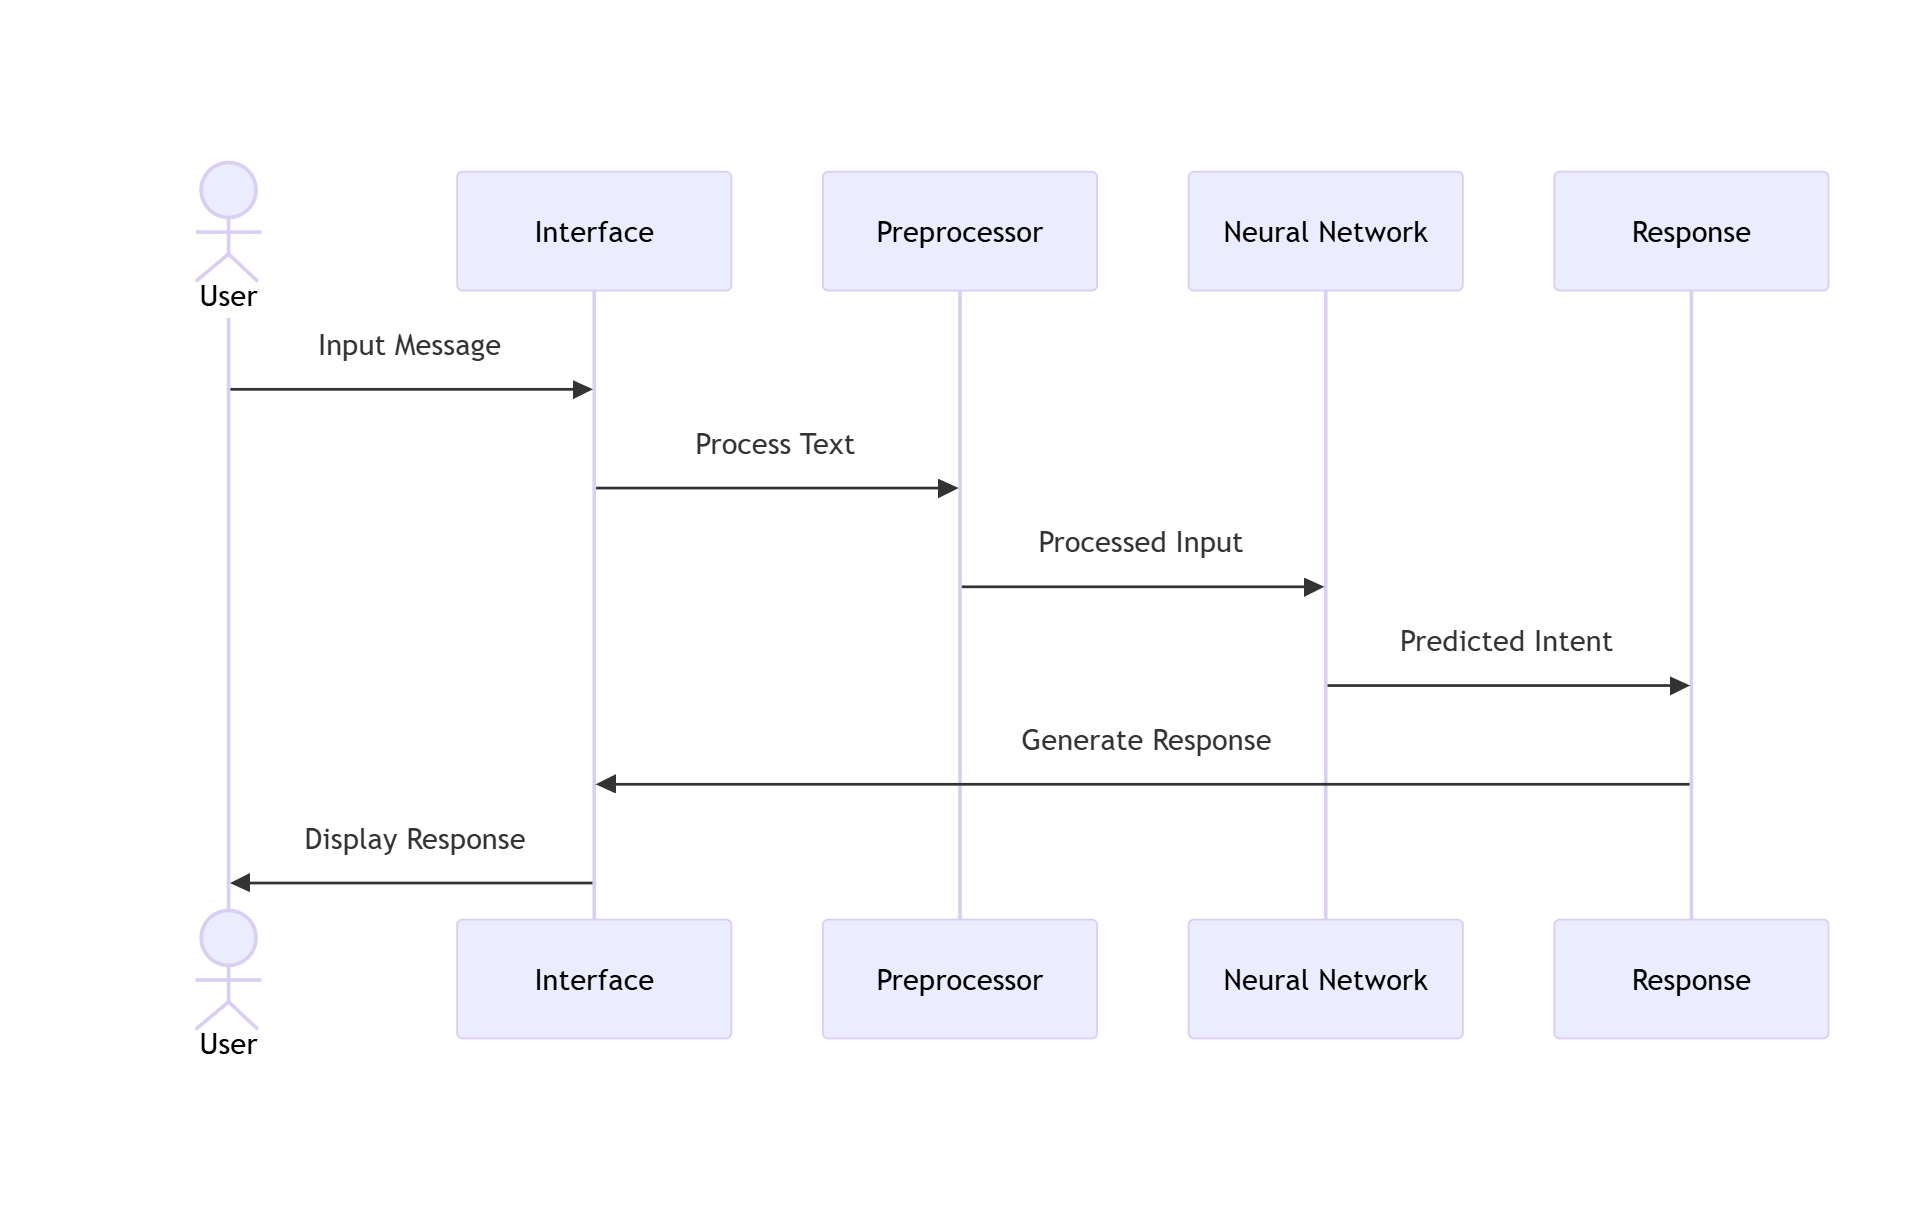 User
Interface
Preprocessor
Neural Network
Response
Input Message
Process Text
Processed Input
Predicted Intent
Generate Response
Display Response
User
Interface
Preprocessor
Neural Network
Response